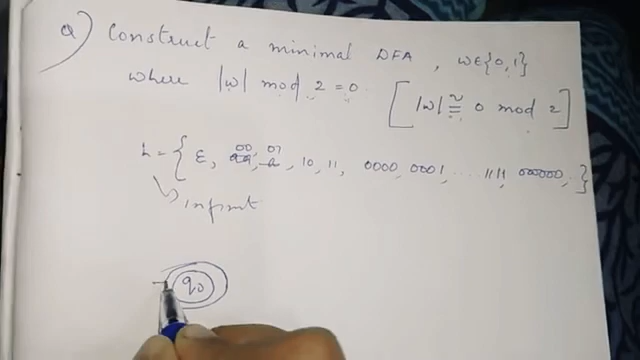 a) Construct a minimal DFA, w∈{0,1}
where |w| mod 2 = 0. [|w| ≅ 0 mod 2]
L = { ε, 00, 01, 10, 11, 0000, 0001, .... 1111, 000000, }
infinit
q0